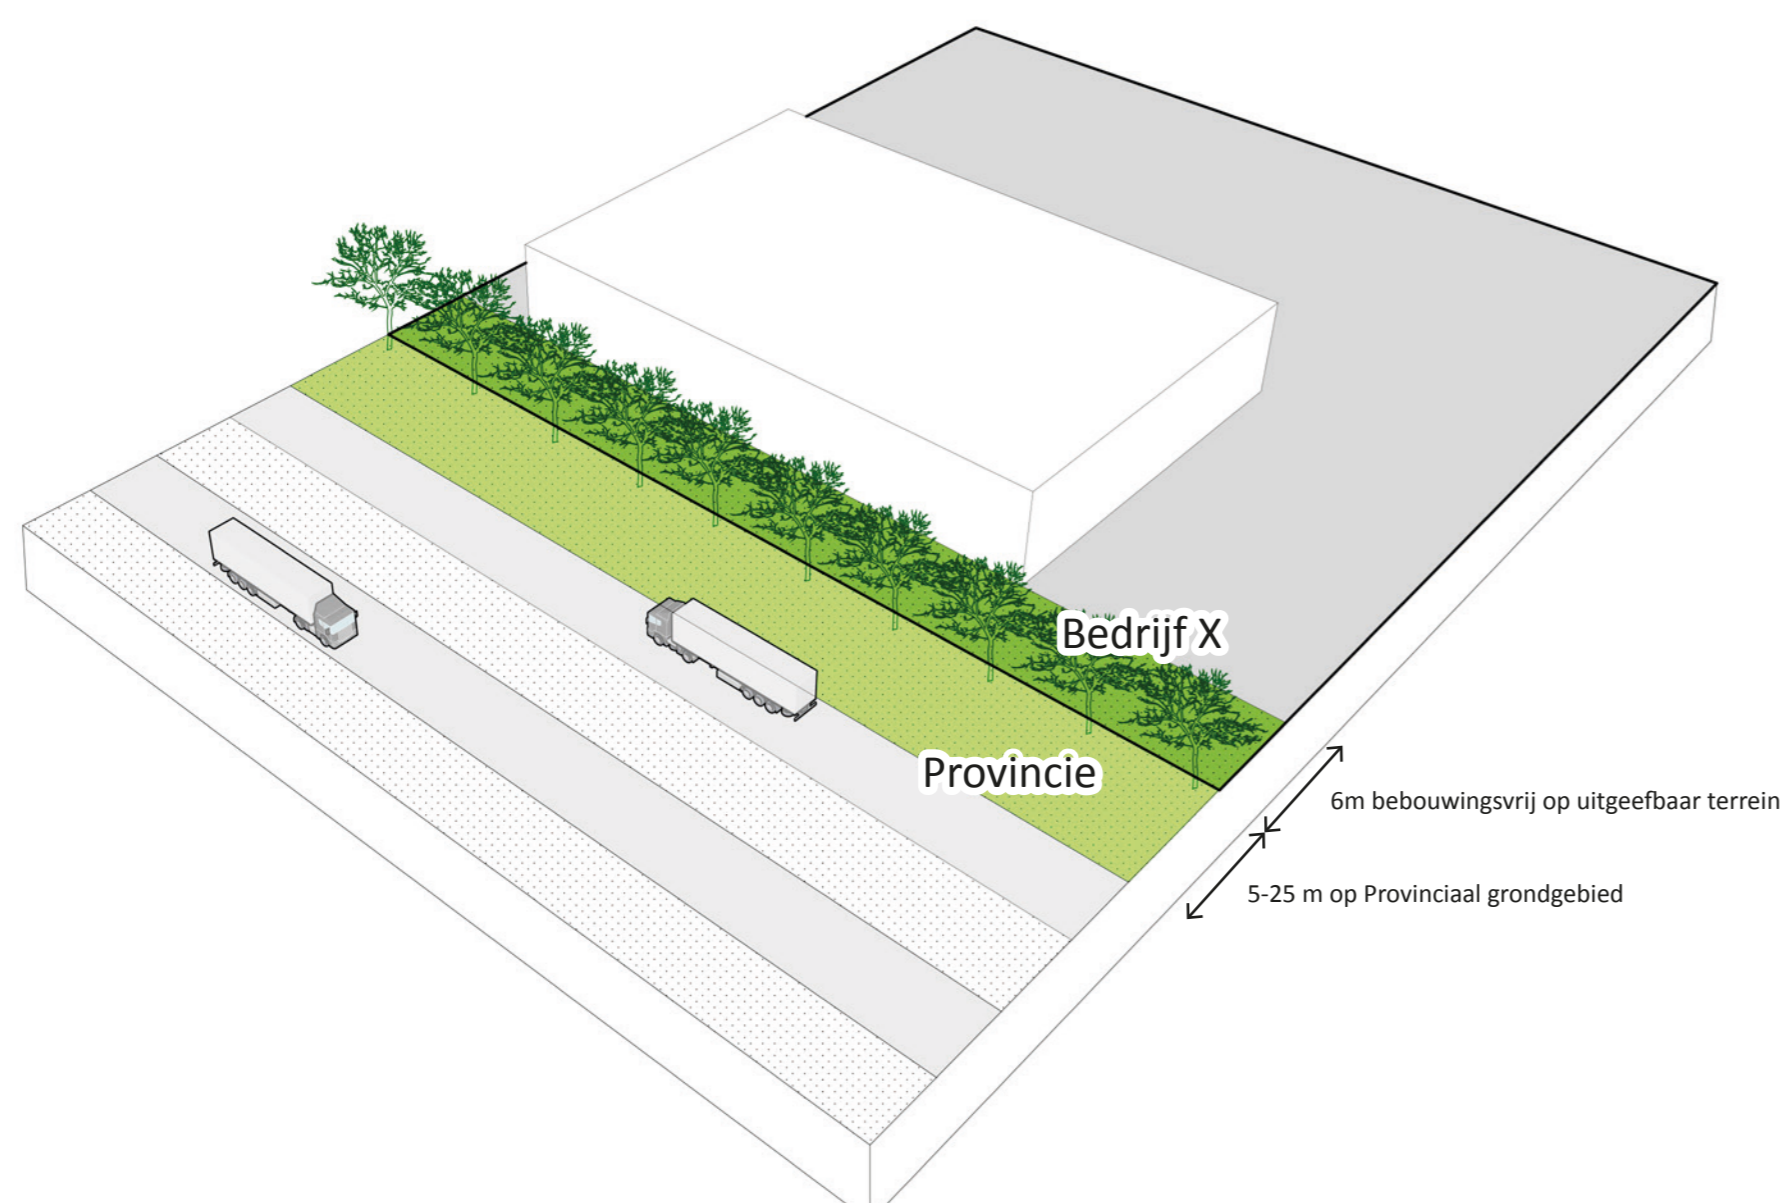 Bedrijf X
Provincie
6m bebouwingsvrij op uitgeefbaar terrein
5-25 m op Provinciaal grondgebied